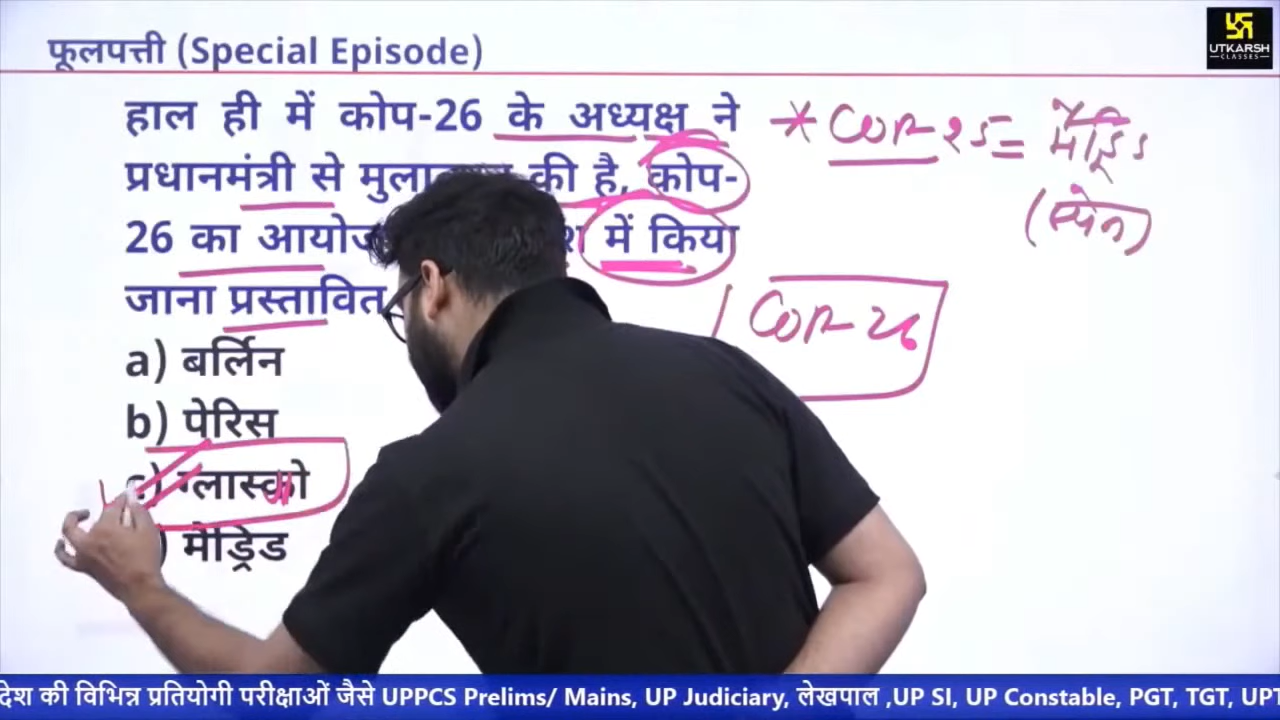 फूलपत्ती (Special Episode)
UTKARSH
CLASSES
हाल ही में कोप-26 के अध्यक्ष ने
प्रधानमंत्री से की है, कोप-
26 का में किया
जाना प्रस्तावित
a) बर्लिन
b) पेरिस
c) ग्लास्को
) मेड्रिड
* COP-25 = मैड्रिड
(स्पेन)
COP-26
देश की विभिन्न प्रतियोगी परीक्षाओं जैसे UPPCS Prelims/ Mains, UP Judiciary, लेखपाल ,UP SI, UP Constable, PGT, TGT, UPT